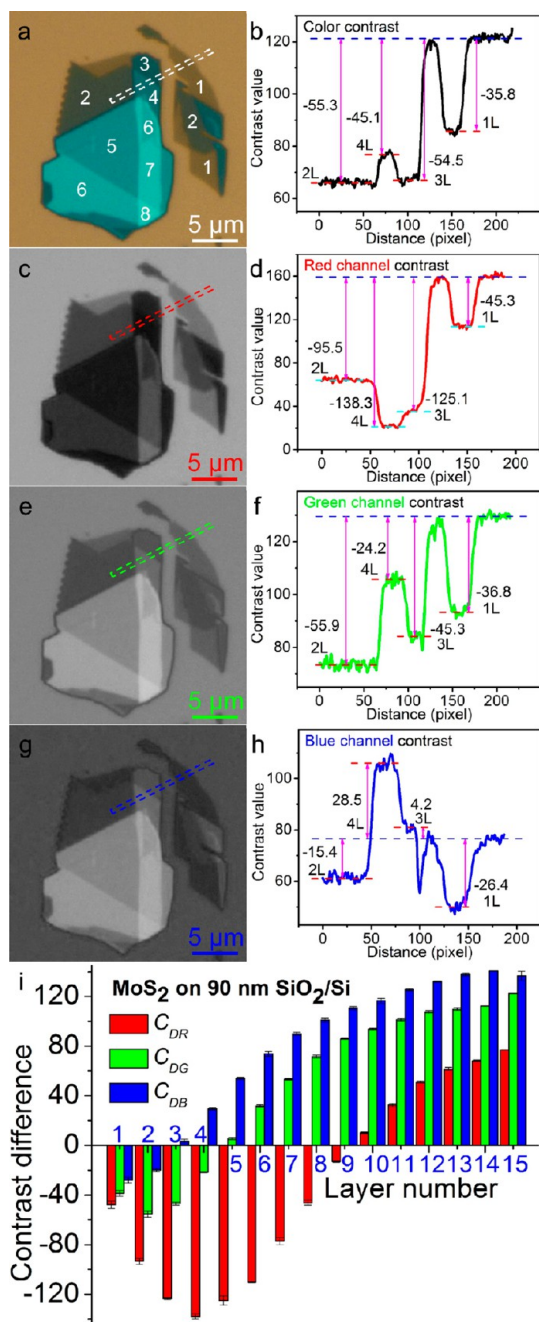 a
3
1
2
4
5
6
2
7
6
1
8
5 μm
b
Color contrast
120
100
80
60
Contrast value
-55.3
-45.1
4L
-35.8
1L
2L
-54.5
3L
0 50 100 150 200
Distance (pixel)
c
5 μm
d
Red channel contrast
160
120
80
40
0
Contrast value
-95.5
2L
-138.3
4L
-125.1
3L
-45.3
1L
0 50 100 150 200
Distance (pixel)
e
5 μm
f
Green channel contrast
120
100
80
Contrast value
-24.2
4L
-55.9
2L
-45.3
3L
-36.8
1L
0 50 100 150 200
Distance (pixel)
g
5 μm
h
Blue channel contrast
100
80
60
Contrast value
28.5
4L
4.2
3L
-15.4
2L
-26.4
1L
0 50 100 150 200
Distance (pixel)
i
MoS2 on 90 nm SiO2/Si
CDR
CDG
CDB
120
80
40
0
-40
-80
-120
Contrast difference
1 2 3 4 5 6 7 8 9 10 11 12 13 14 15
Layer number